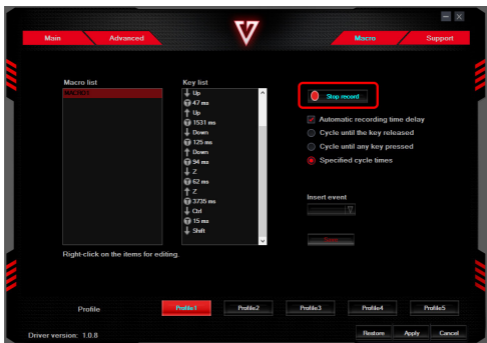 Main Advanced Macro Support
Macro list Key list
MACRO1
Up
47 ms
Up
1531 ms
Down
125 ms
Down
94 ms
Z
62 ms
Z
3735 ms
Ctrl
15 ms
Shift
Stop record
Automatic recording time delay
Cycle until the key released
Cycle until any key pressed
Specified cycle times
Insert event
Right-click on the items for editing.
Profile Profile1 Profile2 Profile3 Profile4 Profile5
Driver version: 1.0.8 Restore Apply Cancel